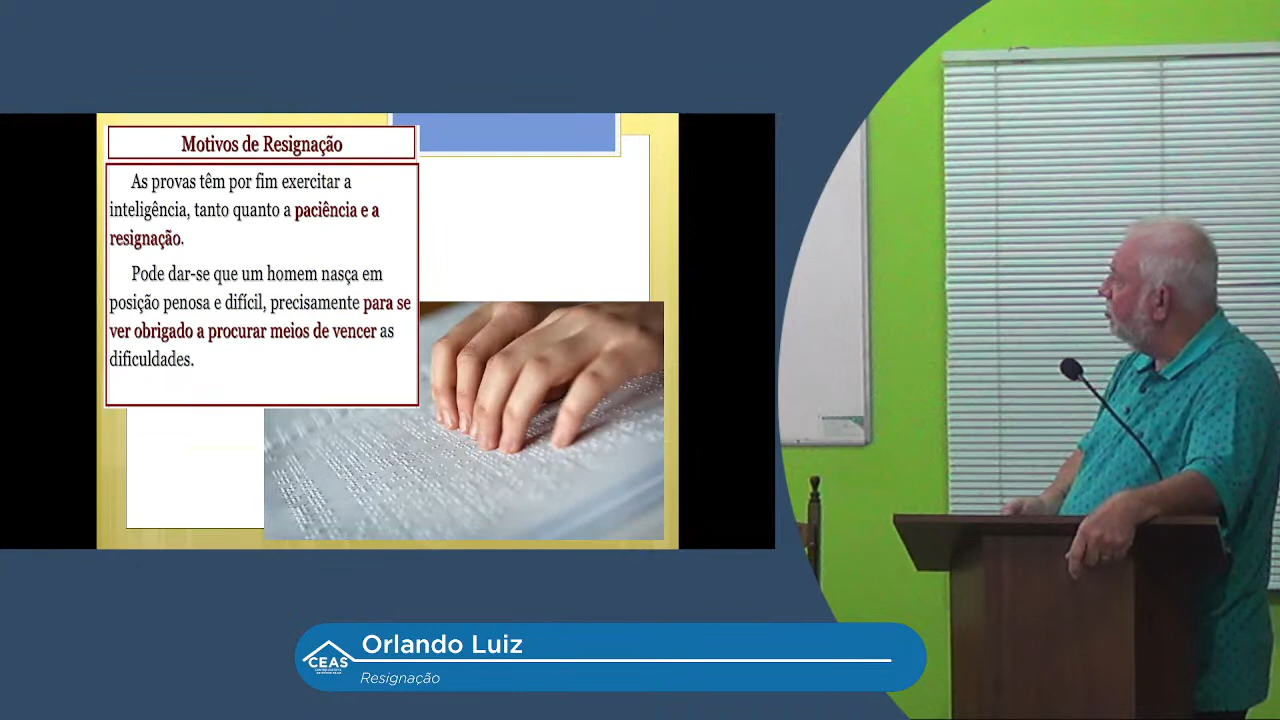 Motivos de Resignação
As provas têm por fim exercitar a
inteligência, tanto quanto a paciência e a
resignação.
Pode dar-se que um homem nasça em
posição penosa e difícil, precisamente para se
ver obrigado a procurar meios de vencer as
dificuldades.
Orlando Luiz
CEAS
Resignação